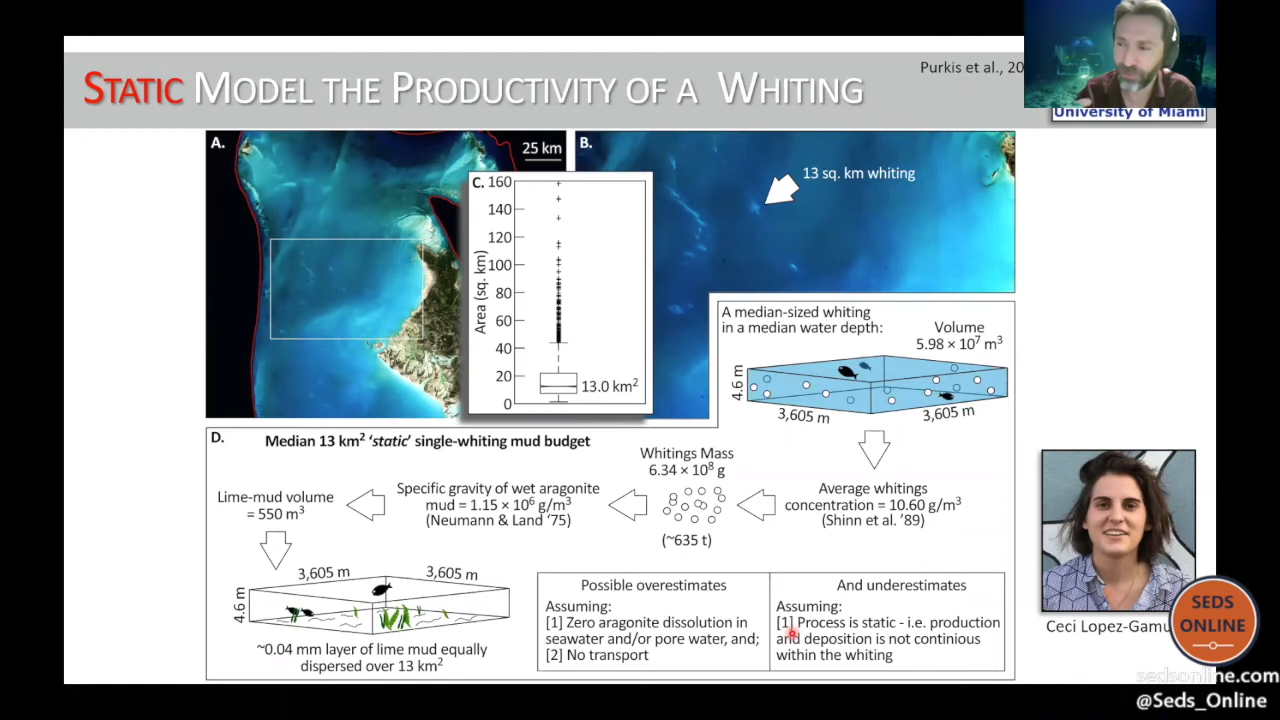 STATIC MODEL THE PRODUCTIVITY OF A WHITING
Purkis et al., 20
University of Miami
A.
25 km
B.
13 sq. km whiting
C.
160
140
120
100
80
60
40
20
0
Area (sq. km)
13.0 km²
A median-sized whiting
in a median water depth:
Volume
5.98 × 10⁷ m³
4.6 m
3,605 m
3,605 m
D.
Median 13 km² 'static' single-whiting mud budget
Whitings Mass
6.34 × 10⁸ g
(~635 t)
Average whitings
concentration = 10.60 g/m³
(Shinn et al. '89)
Specific gravity of wet aragonite
mud = 1.15 × 10⁶ g/m³
(Neumann & Land '75)
Lime-mud volume
= 550 m³
3,605 m
3,605 m
4.6 m
~0.04 mm layer of lime mud equally
dispersed over 13 km²
Possible overestimates
Assuming:
[1] Zero aragonite dissolution in
seawater and/or pore water, and;
[2] No transport
And underestimates
Assuming:
[1] Process is static - i.e. production
and deposition is not continious
within the whiting
Ceci Lopez-Gamu
SEDS
ONLINE
sedsonline.com
@Seds_Online